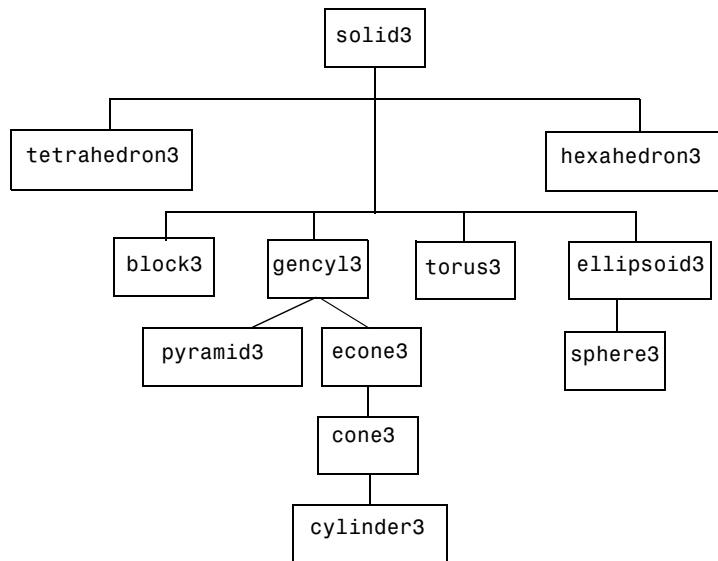 solid3
tetrahedron3
hexahedron3
block3
gencyl3
torus3
ellipsoid3
pyramid3
econe3
sphere3
cone3
cylinder3